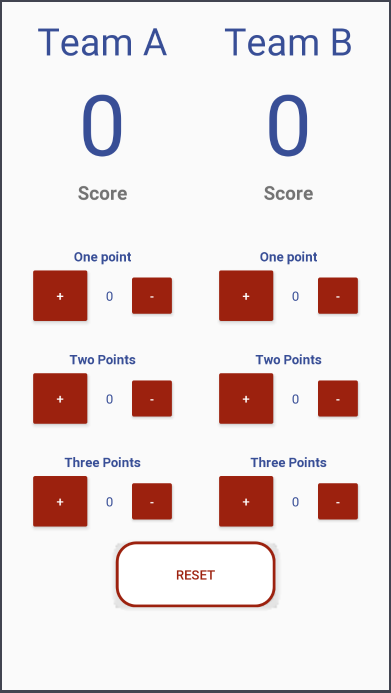 Team A Team B
0 0
Score Score
One point One point
+ 0 - + 0 -
Two Points Two Points
+ 0 - + 0 -
Three Points Three Points
+ 0 - + 0 -
RESET